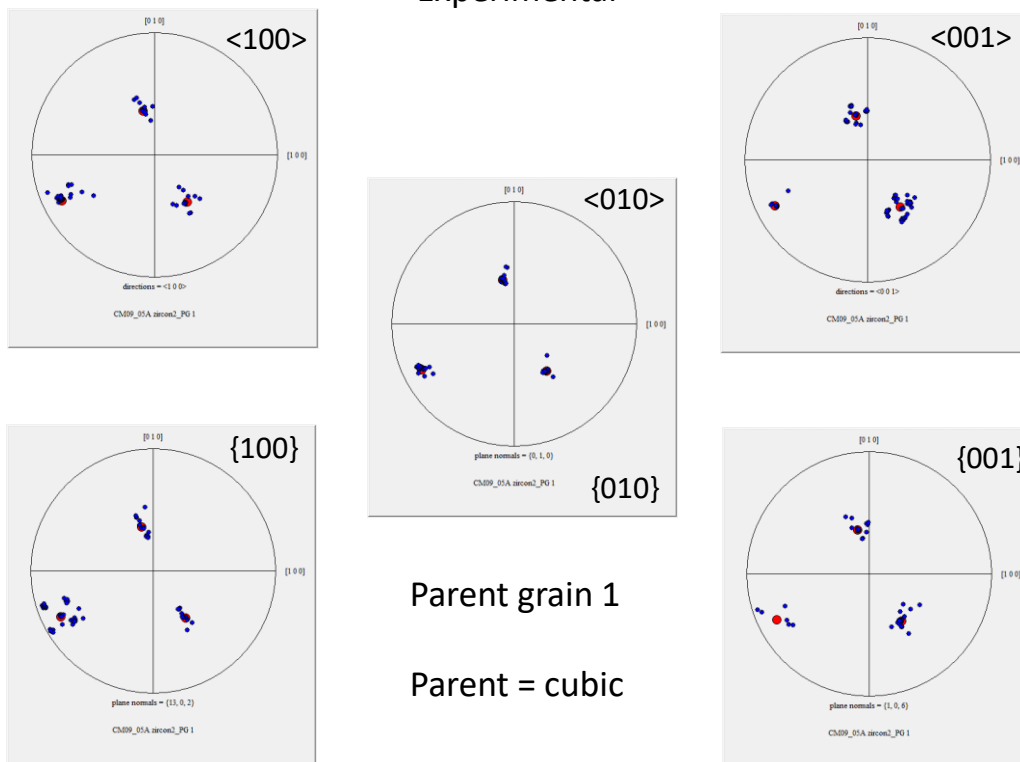 Experimental
<100>
[0 1 0]
[1 0 0]
directions = <1 0 0>
CM09_05A zircon2_PG 1
<001>
[0 1 0]
[1 0 0]
directions = <0 0 1>
CM09_05A zircon2_PG 1
<010>
[0 1 0]
[1 0 0]
plane normals = {0, 1, 0}
CM09_05A zircon2_PG 1
{010}
{100}
[0 1 0]
[1 0 0]
plane normals = {13, 0, 2}
CM09_05A zircon2_PG 1
{001}
[0 1 0]
[1 0 0]
plane normals = {1, 0, 6}
CM09_05A zircon2_PG 1
Parent grain 1
Parent = cubic